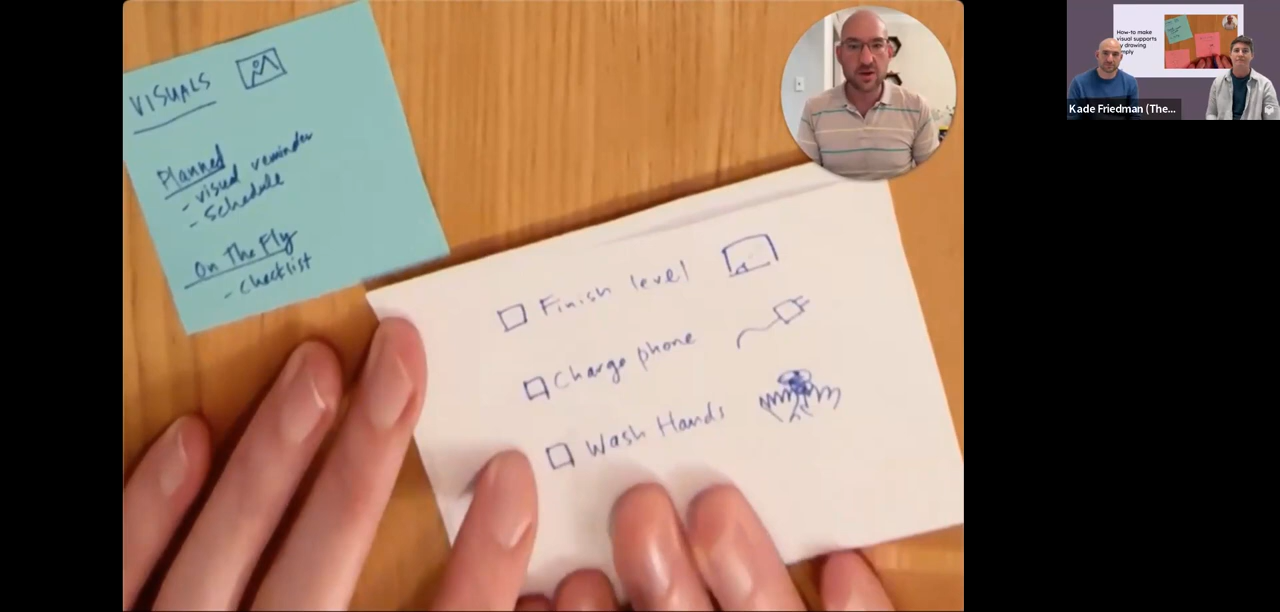 VISUALS
Planned
- visual reminder
- Schedule
On The Fly
- checklist
Finish level
Charge phone
Wash Hands
How-to make
visual supports
by drawing
simply
Kade Friedman (The...